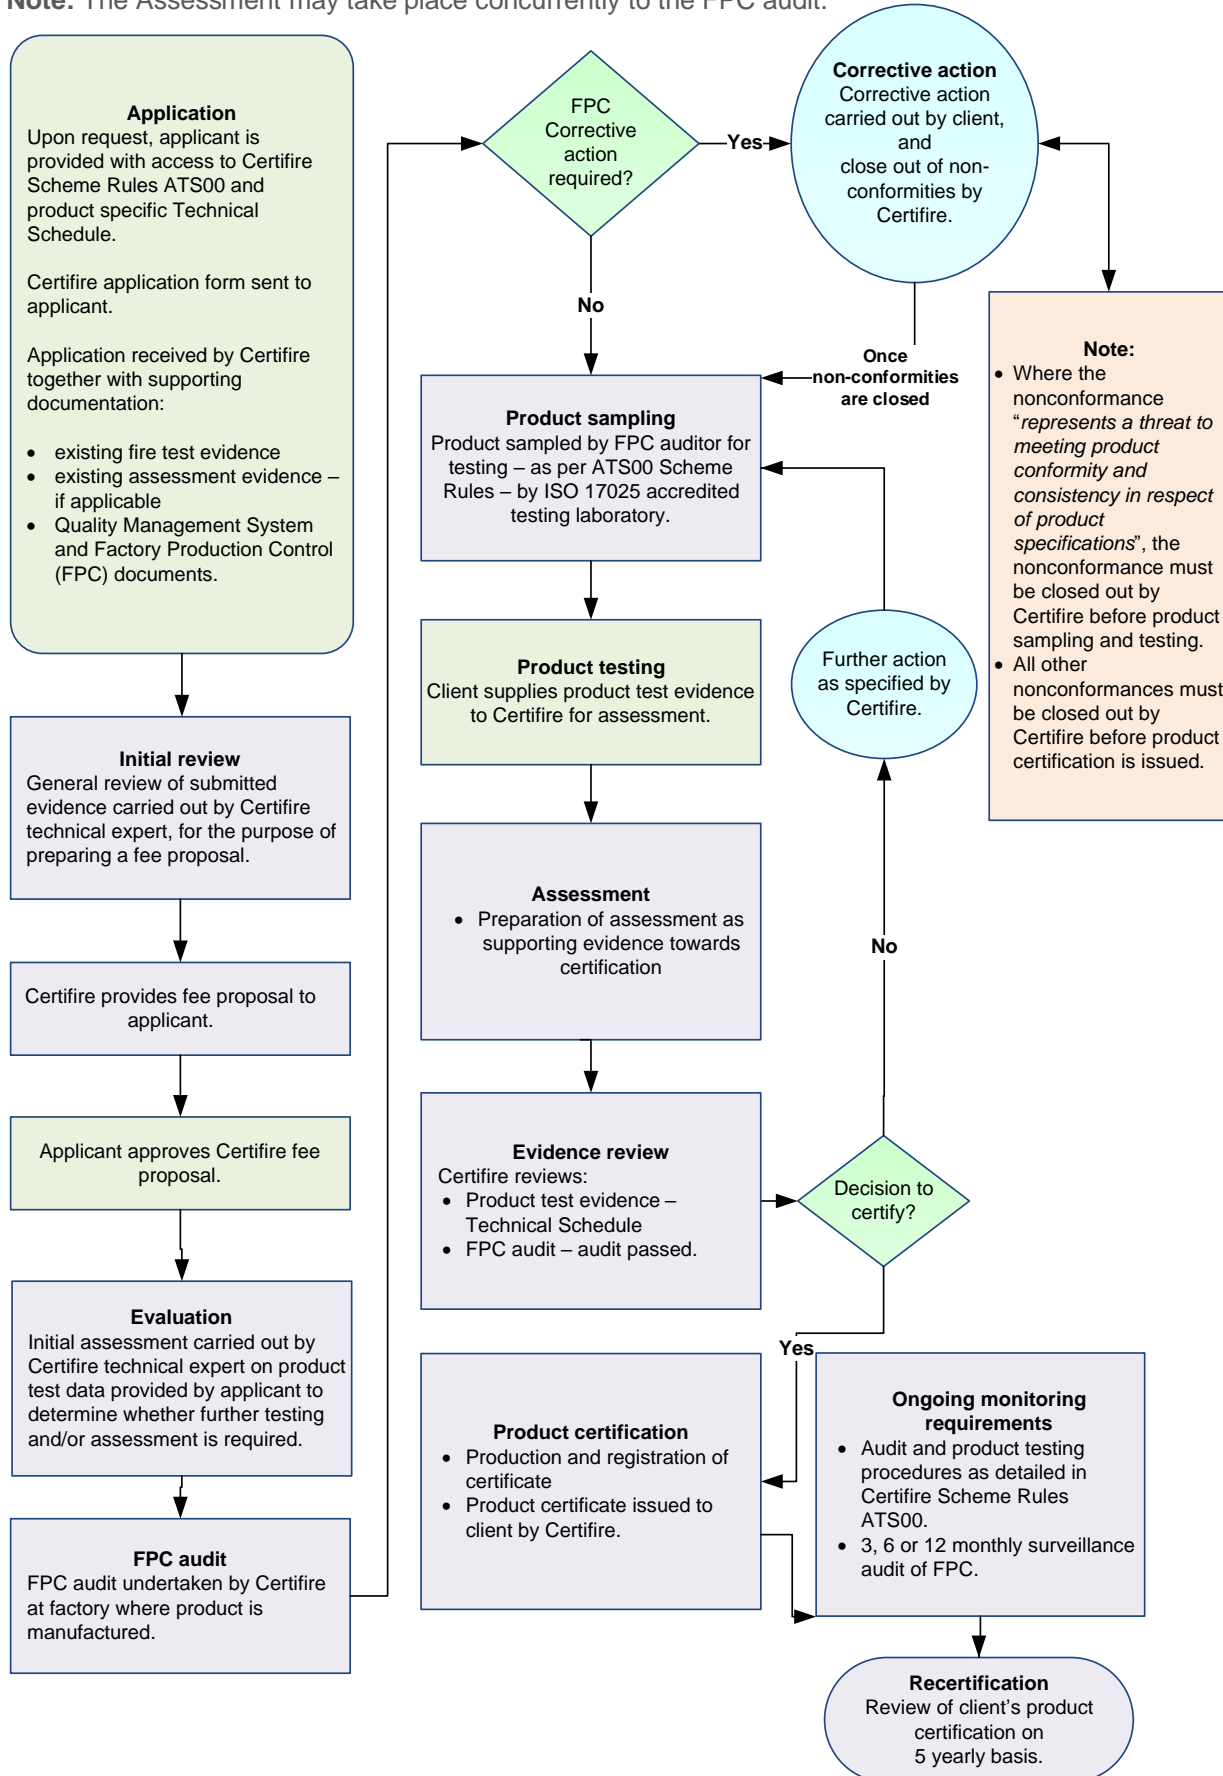 Note: The Assessment may take place concurrently to the FPC audit.
Application
Upon request, applicant is
provided with access to Certifire
Scheme Rules ATS00 and
product specific Technical
Schedule.
Certifire application form sent to
applicant.
Application received by Certifire
together with supporting
documentation:
• existing fire test evidence
• existing assessment evidence –
if applicable
• Quality Management System
and Factory Production Control
(FPC) documents.
Initial review
General review of submitted
evidence carried out by Certifire
technical expert, for the purpose of
preparing a fee proposal.
Certifire provides fee proposal to
applicant.
Applicant approves Certifire fee
proposal.
Evaluation
Initial assessment carried out by
Certifire technical expert on product
test data provided by applicant to
determine whether further testing
and/or assessment is required.
FPC audit
FPC audit undertaken by Certifire
at factory where product is
manufactured.
FPC
Corrective
action
required?
Yes
No
Corrective action
Corrective action
carried out by client,
and
close out of non-
conformities by
Certifire.
Once
non-conformities
are closed
Note:
• Where the
nonconformance
“represents a threat to
meeting product
conformity and
consistency in respect
of product
specifications”, the
nonconformance must
be closed out by
Certifire before product
sampling and testing.
• All other
nonconformances must
be closed out by
Certifire before product
certification is issued.
Product sampling
Product sampled by FPC auditor for
testing – as per ATS00 Scheme
Rules – by ISO 17025 accredited
testing laboratory.
Product testing
Client supplies product test evidence
to Certifire for assessment.
Further action
as specified by
Certifire.
Assessment
• Preparation of assessment as
supporting evidence towards
certification
No
Evidence review
Certifire reviews:
• Product test evidence –
Technical Schedule
• FPC audit – audit passed.
Decision to
certify?
Yes
Product certification
• Production and registration of
certificate
• Product certificate issued to
client by Certifire.
Ongoing monitoring
requirements
• Audit and product testing
procedures as detailed in
Certifire Scheme Rules
ATS00.
• 3, 6 or 12 monthly surveillance
audit of FPC.
Recertification
Review of client’s product
certification on
5 yearly basis.